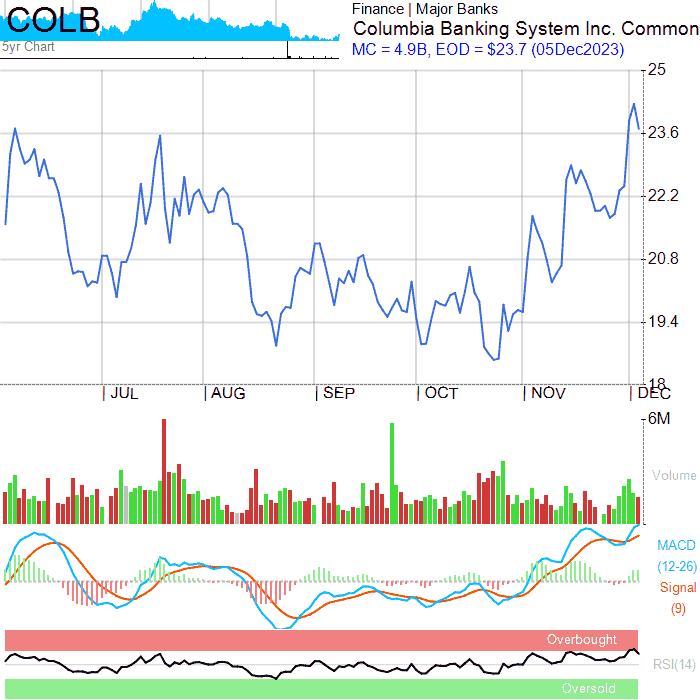 COLB
5yr Chart
Finance | Major Banks
Columbia Banking System Inc. Common
MC = 4.9B, EOD = $23.7 (05Dec2023)
25
23.6
22.2
20.8
19.4
18
JUL AUG SEP OCT NOV DEC
6M
Volume
MACD
(12-26)
Signal
(9)
Overbought
RSI(14)
Oversold